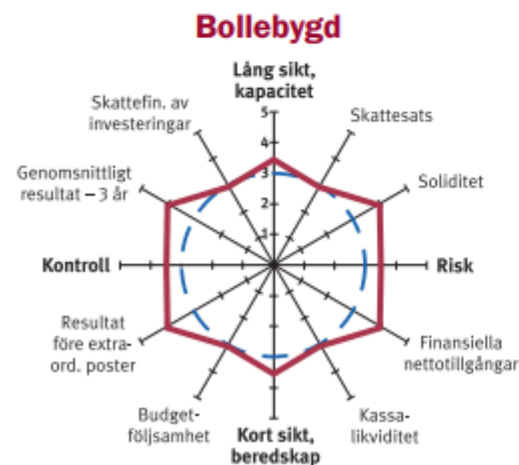 Bollebygd
Lång sikt,
kapacitet
Skattefin. av
investeringar
Skattesats
5
4
3
2
1
Genomsnittligt
resultat – 3 år
Soliditet
Kontroll
Risk
Resultat
före extra-
ord. poster
Finansiella
nettotillgångar
Budget-
följsamhet
Kassa-
likviditet
Kort sikt,
beredskap